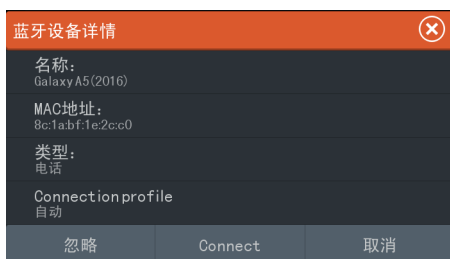 蓝牙设备详情
名称：
Galaxy A5(2016)
MAC地址：
8c:1a:bf:1e:2c:c0
类型：
电话
Connection profile
自动
忽略 Connect 取消